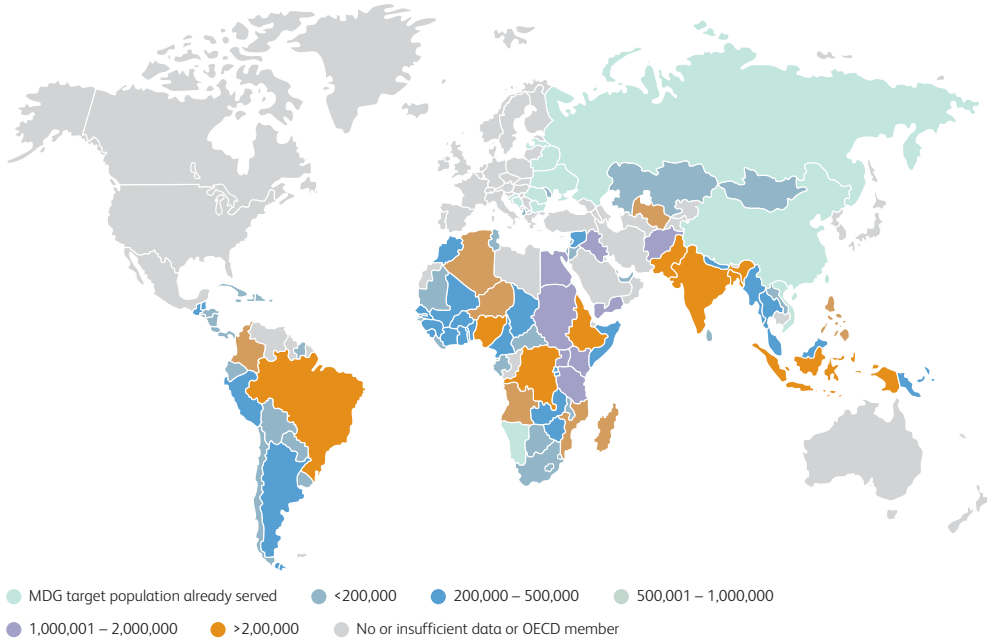 MDG target population already served <200,000 200,000 – 500,000 500,001 – 1,000,000
1,000,001 – 2,000,000 >2,00,000 No or insufficient data or OECD member